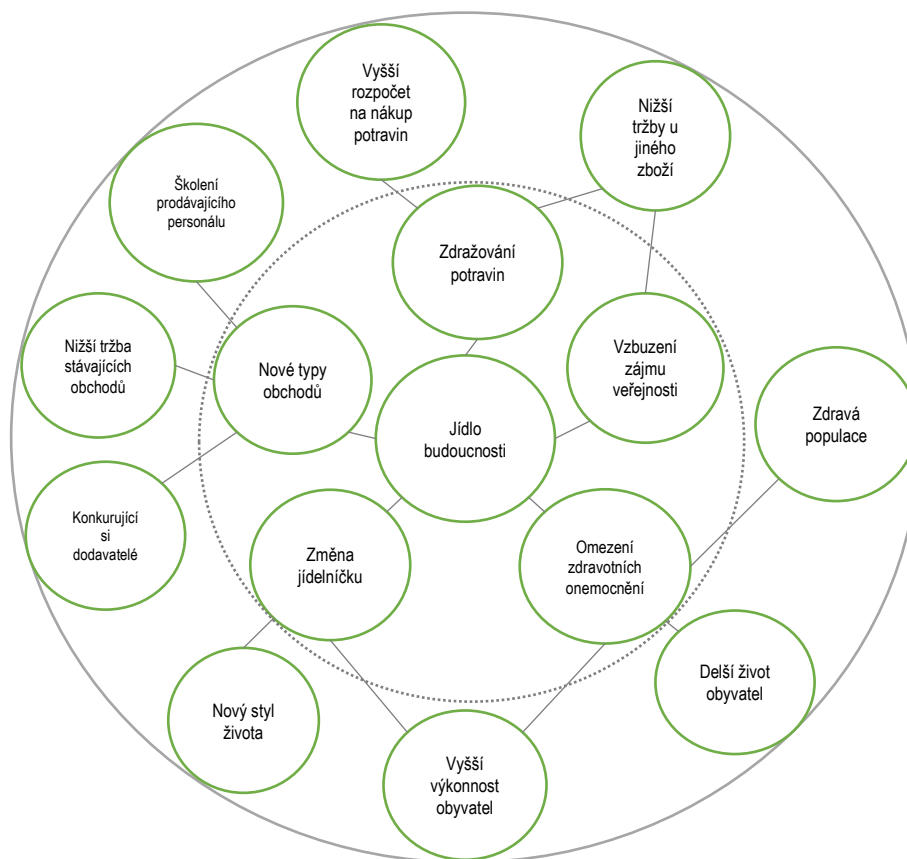 Vyšší
rozpočet
na nákup
potravin
Nižší
tržby u
jiného
zboží
Školení
prodávajícího
personálu
Zdražování
potravin
Nižší tržba
stávajících
obchodů
Nové typy
obchodů
Vzbuzení
zájmu
veřejnosti
Jídlo
budoucnosti
Zdravá
populace
Konkurující
si
dodavatelé
Změna
jídelníčku
Omezení
zdravotních
onemocnění
Nový styl
života
Vyšší
výkonnost
obyvatel
Delší život
obyvatel